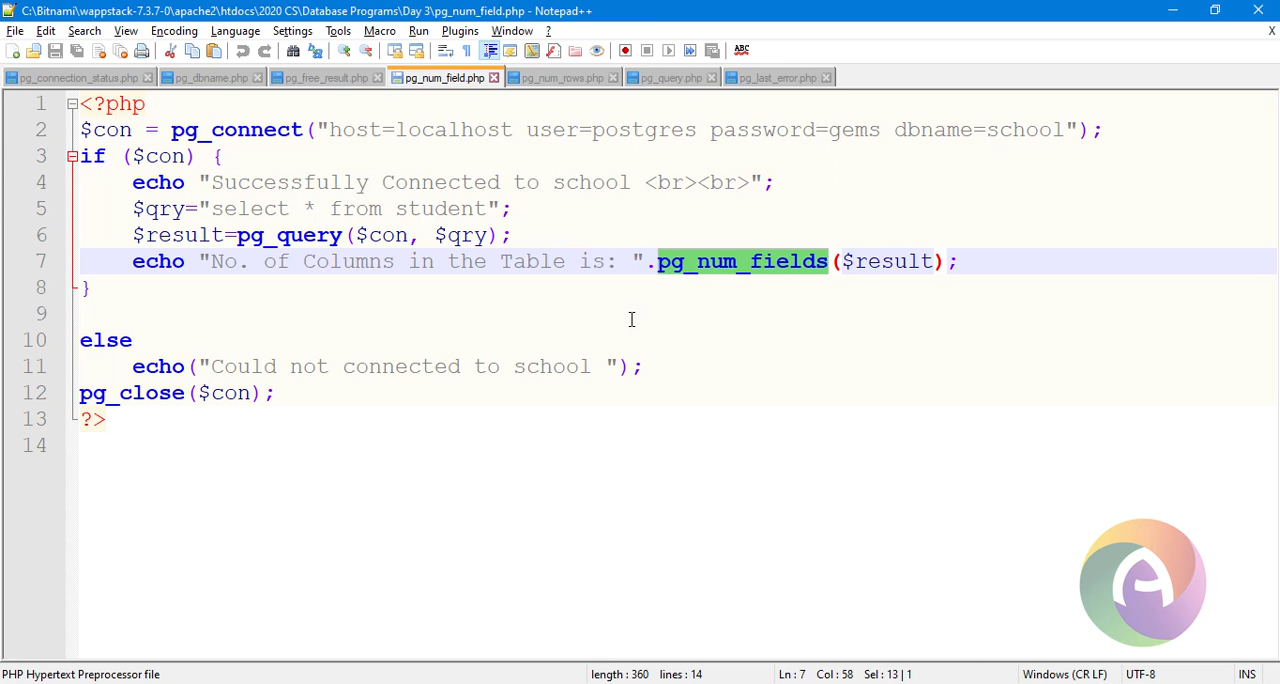 C:\Bitnami\wappstack-7.3.7-0\apache2\htdocs\2020 CS\Database Programs\Day 3\pg_num_field.php - Notepad++
File Edit Search View Encoding Language Settings Tools Macro Run Plugins Window ? X
ABC
pg_connection_status.php pg_dbname.php pg_free_result.php pg_num_field.php pg_num_rows.php pg_query.php pg_last_error.php
1 <?php
2 $con = pg_connect("host=localhost user=postgres password=gems dbname=school");
3 if ($con) {
4 echo "Successfully Connected to school <br><br>";
5 $qry="select * from student";
6 $result=pg_query($con, $qry);
7 echo "No. of Columns in the Table is: ".pg_num_fields($result);
8 }
9
10 else
11 echo("Could not connected to school ");
12 pg_close($con);
13 ?>
14
PHP Hypertext Preprocessor file length : 360 lines : 14 Ln : 7 Col : 58 Sel : 13 | 1 Windows (CR LF) UTF-8 INS